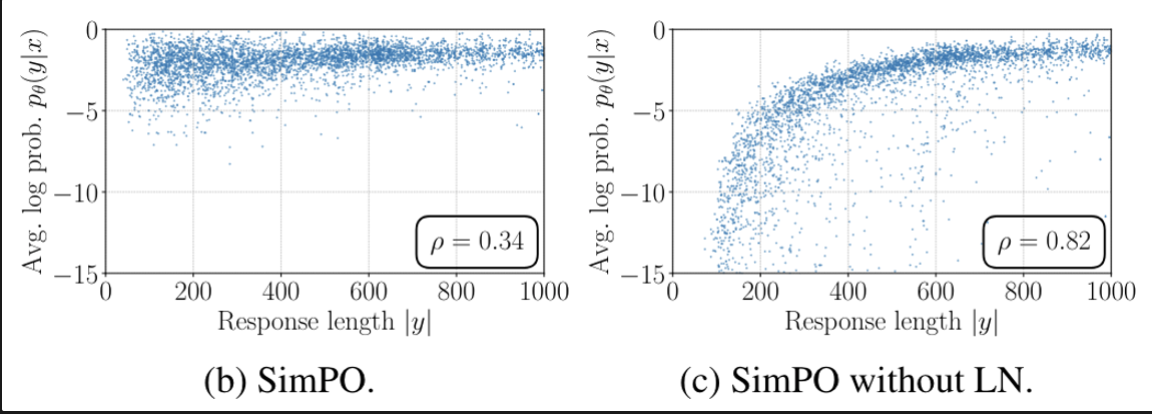 Avg. log prob. pθ(y|x)
0
−5
−10
−15
ρ = 0.34
0 200 400 600 800 1000
Response length |y|
(b) SimPO.
Avg. log prob. pθ(y|x)
0
−5
−10
−15
ρ = 0.82
0 200 400 600 800 1000
Response length |y|
(c) SimPO without LN.